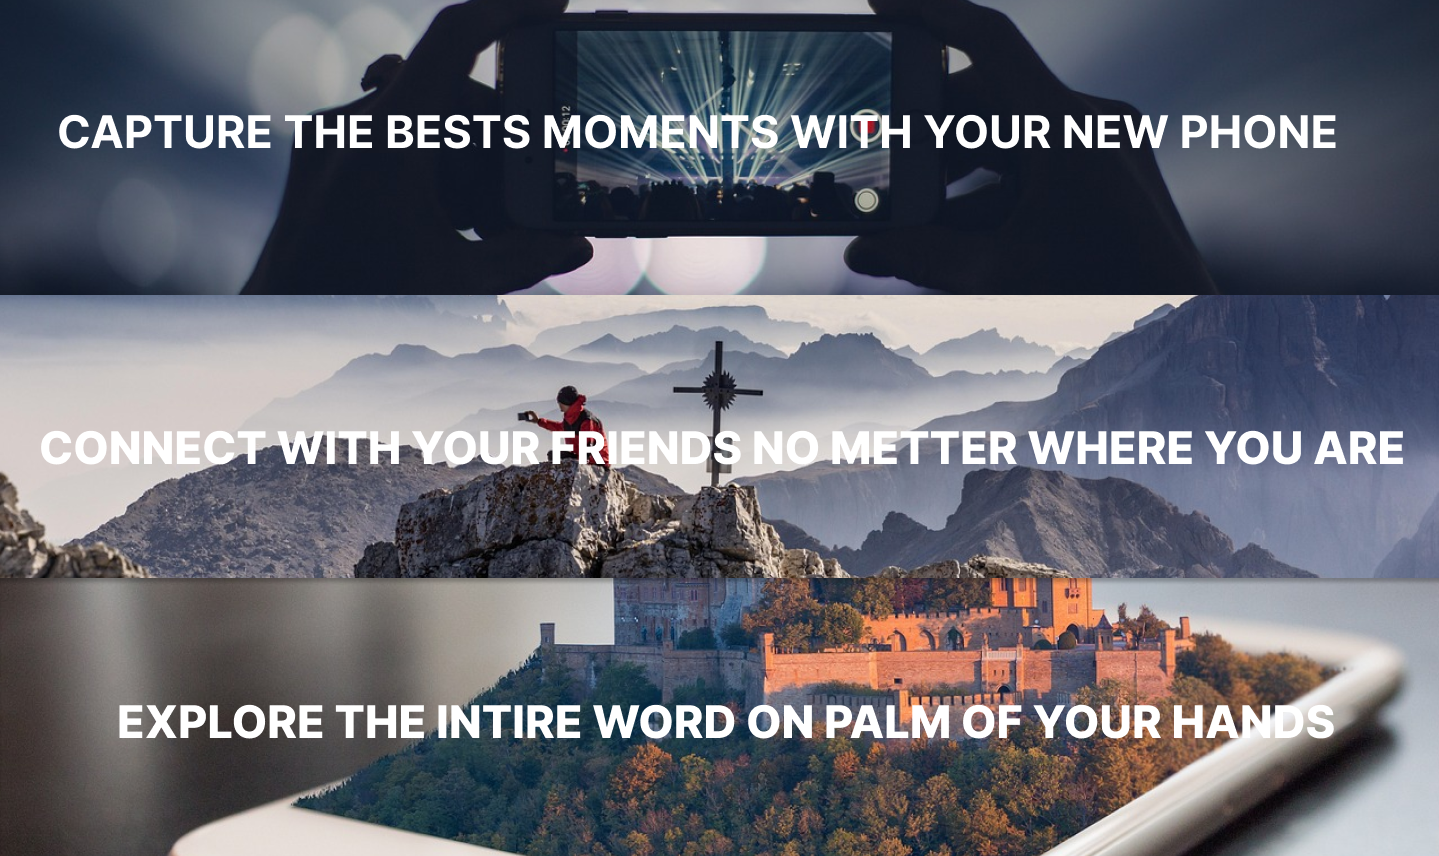 CAPTURE THE BESTS MOMENTS WITH YOUR NEW PHONE
CONNECT WITH YOUR FRIENDS NO METTER WHERE YOU ARE
EXPLORE THE INTIRE WORD ON PALM OF YOUR HANDS